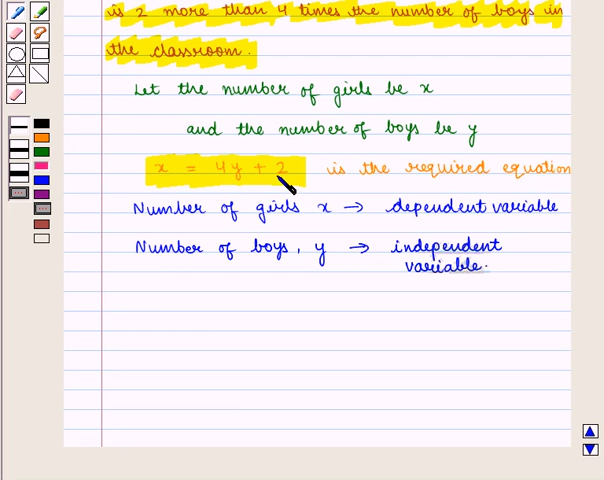 is 2 more than 4 times the number of boys in
the classroom.
Let the number of girls be x
and the number of boys be y
x = 4y + 2 is the required equation
Number of girls x → dependent variable
Number of boys, y → independent
variable.